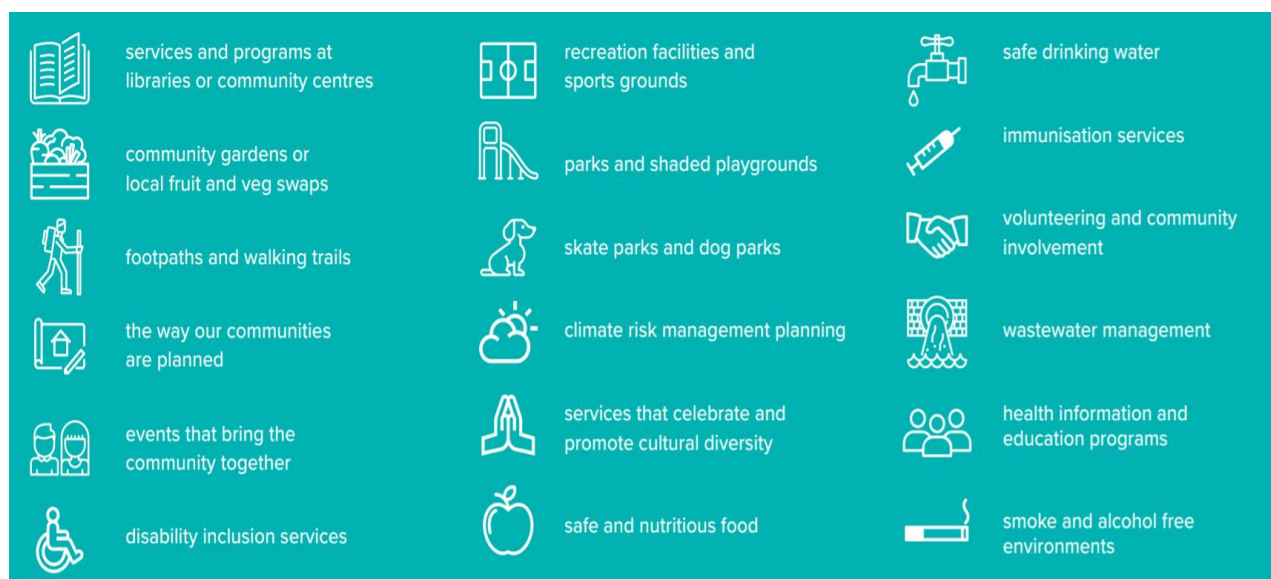 services and programs at
libraries or community centres
community gardens or
local fruit and veg swaps
footpaths and walking trails
the way our communities
are planned
events that bring the
community together
disability inclusion services
recreation facilities and
sports grounds
parks and shaded playgrounds
skate parks and dog parks
climate risk management planning
services that celebrate and
promote cultural diversity
safe and nutritious food
safe drinking water
immunisation services
volunteering and community
involvement
wastewater management
health information and
education programs
smoke and alcohol free
environments